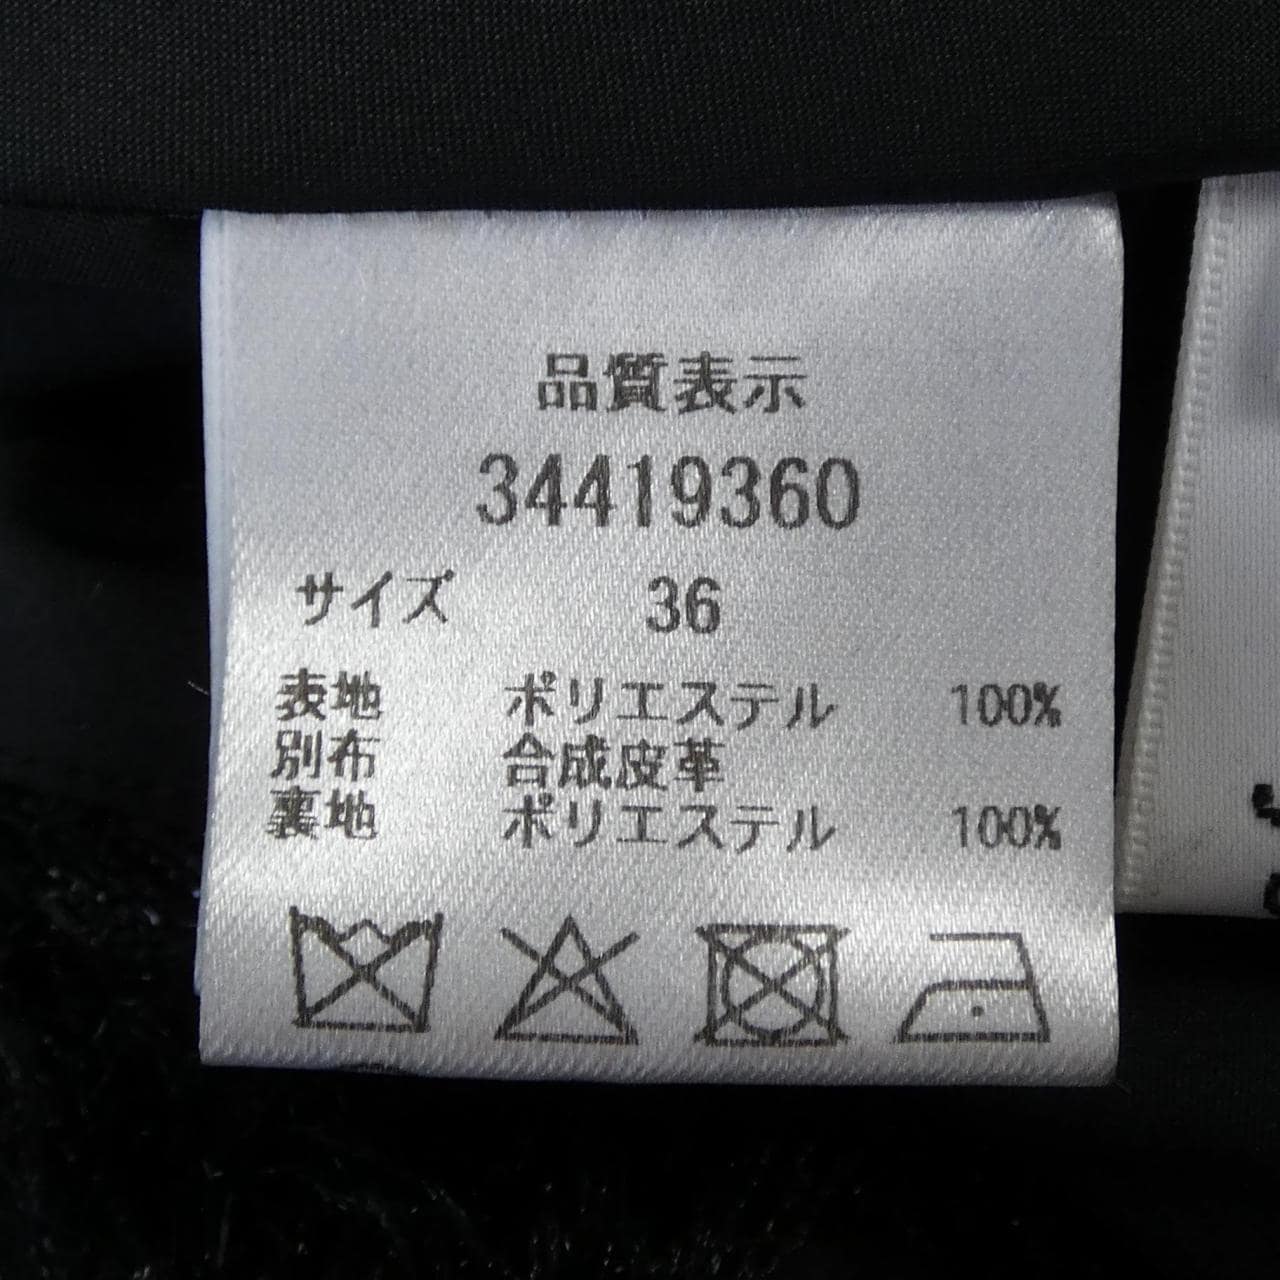 品質表示
34419360
サイズ 36
表地 ポリエステル 100%
別布 合成皮革
裏地 ポリエステル 100%